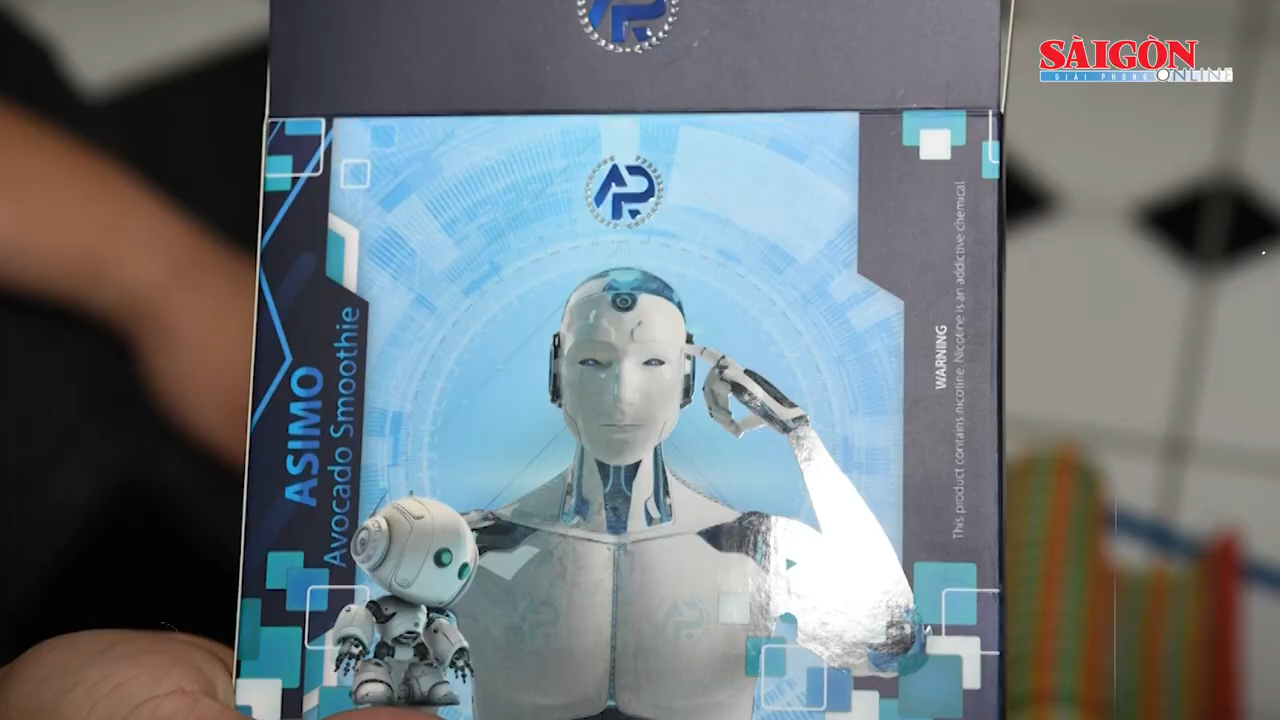 SÀIGÒN
GIẢI PHÓNG ONLINE
AP
ASIMO
Avocado Smoothie
WARNING
This product contains nicotine. Nicotine is an addictive chemical